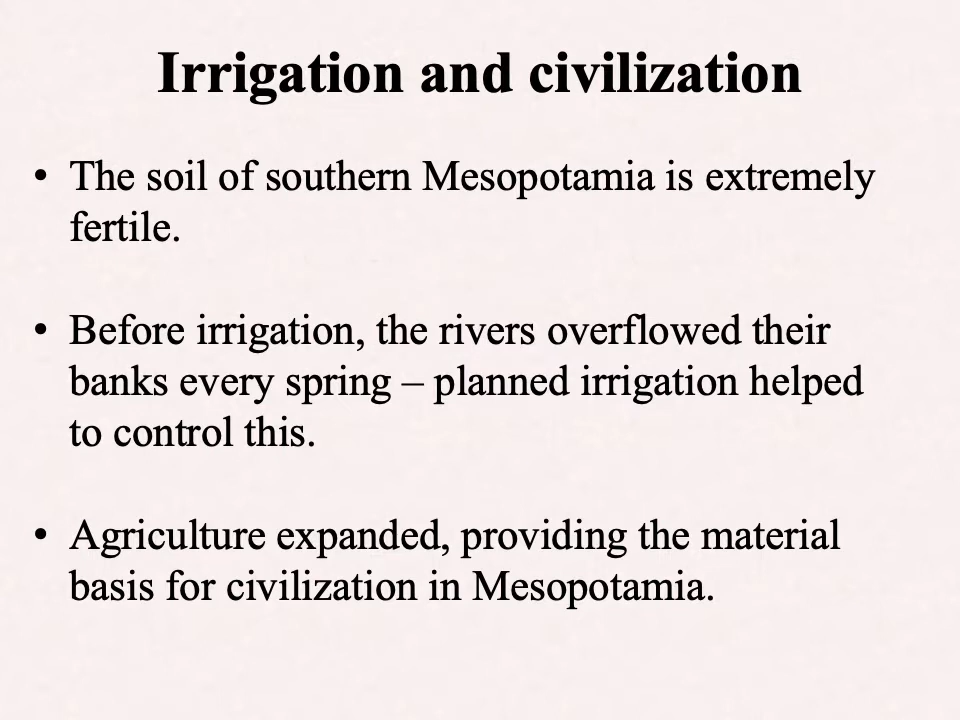 Irrigation and civilization
• The soil of southern Mesopotamia is extremely
fertile.
• Before irrigation, the rivers overflowed their
banks every spring – planned irrigation helped
to control this.
• Agriculture expanded, providing the material
basis for civilization in Mesopotamia.